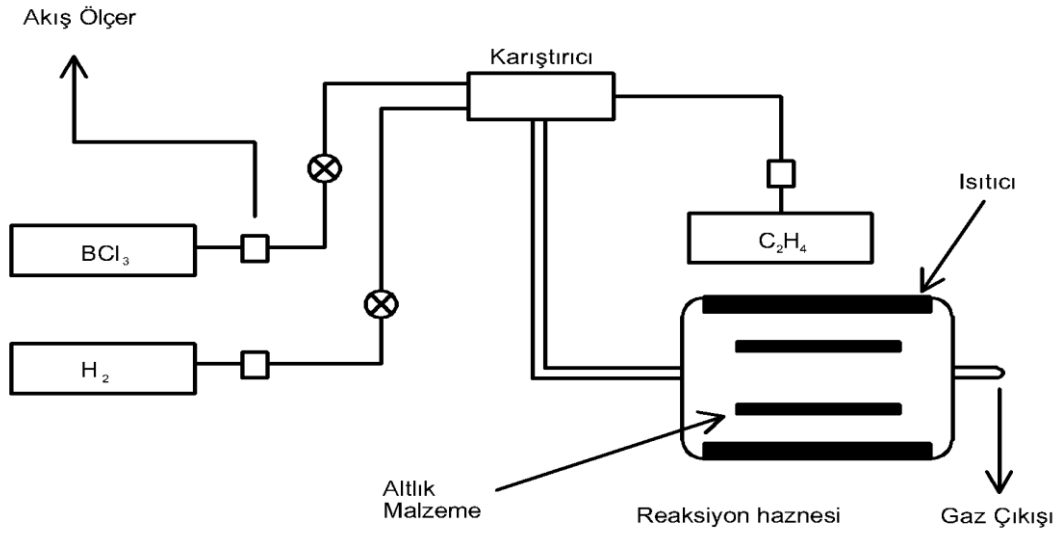 Akış Ölçer
Karıştırıcı
Isıtıcı
BCl₃
C₂H₄
H₂
Altlık
Malzeme
Reaksiyon haznesi
Gaz Çıkışı